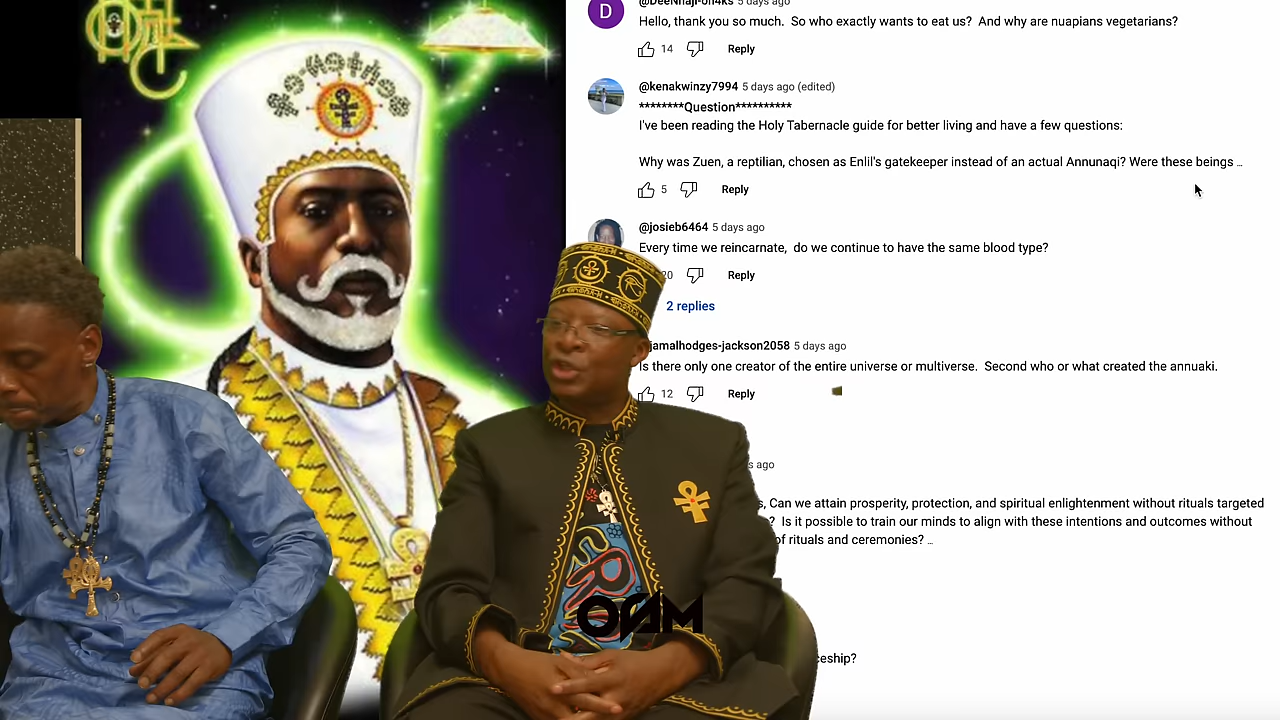 D
@DeeNhaji-oh4ks 5 days ago
Hello, thank you so much. So who exactly wants to eat us? And why are nuapians vegetarians?
14 Reply
@kenakwinzy7994 5 days ago (edited)
********Question**********
I've been reading the Holy Tabernacle guide for better living and have a few questions:
Why was Zuen, a reptilian, chosen as Enlil's gatekeeper instead of an actual Annunaqi? Were these beings …
5 Reply
@josieb6464 5 days ago
Every time we reincarnate, do we continue to have the same blood type?
20 Reply
2 replies
jamalhodges-jackson2058 5 days ago
Is there only one creator of the entire universe or multiverse. Second who or what created the annuaki.
12 Reply
s ago
s, Can we attain prosperity, protection, and spiritual enlightenment without rituals targeted
? Is it possible to train our minds to align with these intentions and outcomes without
of rituals and ceremonies? …
ceship?